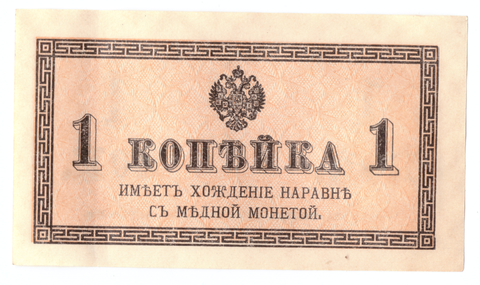 1 КОПѢЙКА 1
ИМѢЕТЪ ХОЖДЕНІЕ НАРАВНѢ
СЪ МѢДНОЙ МОНЕТОЙ.